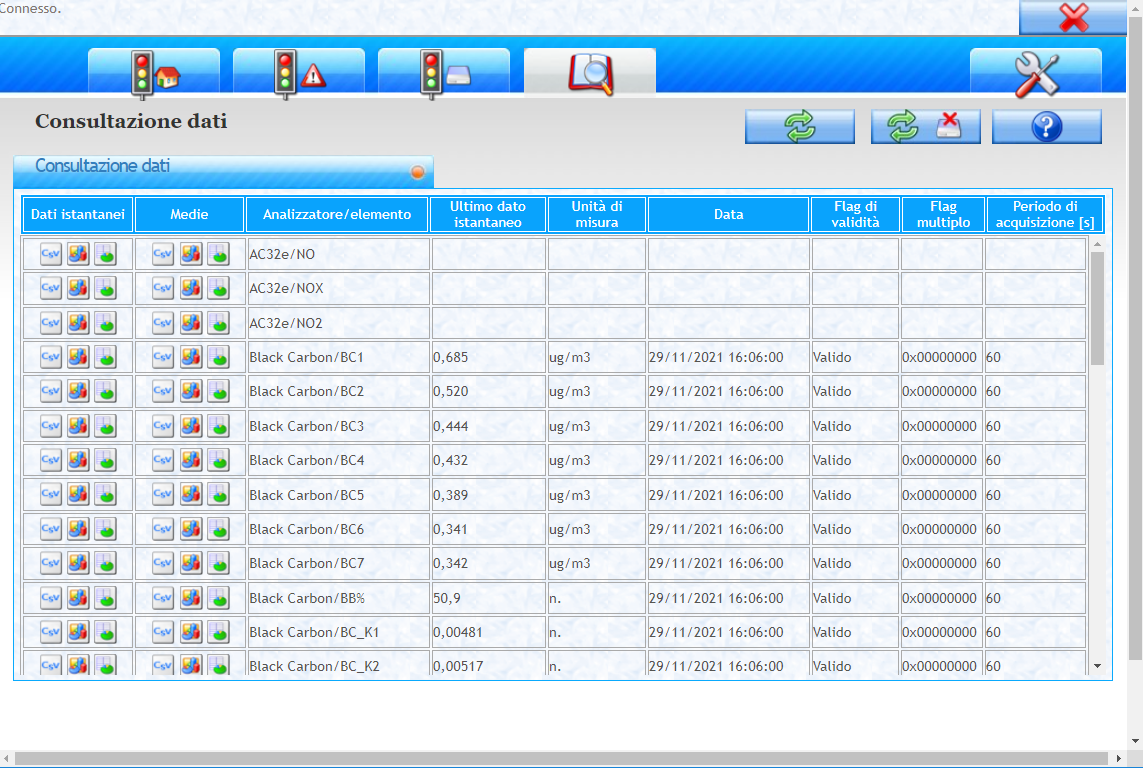 Connesso.
Consultazione dati
Consultazione dati
Dati istantanei Medie Analizzatore/elemento Ultimo dato istantaneo Unità di misura Data Flag di validità Flag multiplo Periodo di acquisizione [s]
CSV CSV AC32e/NO
CSV CSV AC32e/NOX
CSV CSV AC32e/NO2
CSV CSV Black Carbon/BC1 0,685 ug/m3 29/11/2021 16:06:00 Valido 0x00000000 60
CSV CSV Black Carbon/BC2 0,520 ug/m3 29/11/2021 16:06:00 Valido 0x00000000 60
CSV CSV Black Carbon/BC3 0,444 ug/m3 29/11/2021 16:06:00 Valido 0x00000000 60
CSV CSV Black Carbon/BC4 0,432 ug/m3 29/11/2021 16:06:00 Valido 0x00000000 60
CSV CSV Black Carbon/BC5 0,389 ug/m3 29/11/2021 16:06:00 Valido 0x00000000 60
CSV CSV Black Carbon/BC6 0,341 ug/m3 29/11/2021 16:06:00 Valido 0x00000000 60
CSV CSV Black Carbon/BC7 0,342 ug/m3 29/11/2021 16:06:00 Valido 0x00000000 60
CSV CSV Black Carbon/BB% 50,9 n. 29/11/2021 16:06:00 Valido 0x00000000 60
CSV CSV Black Carbon/BC_K1 0,00481 n. 29/11/2021 16:06:00 Valido 0x00000000 60
CSV CSV Black Carbon/BC_K2 0,00517 n. 29/11/2021 16:06:00 Valido 0x00000000 60